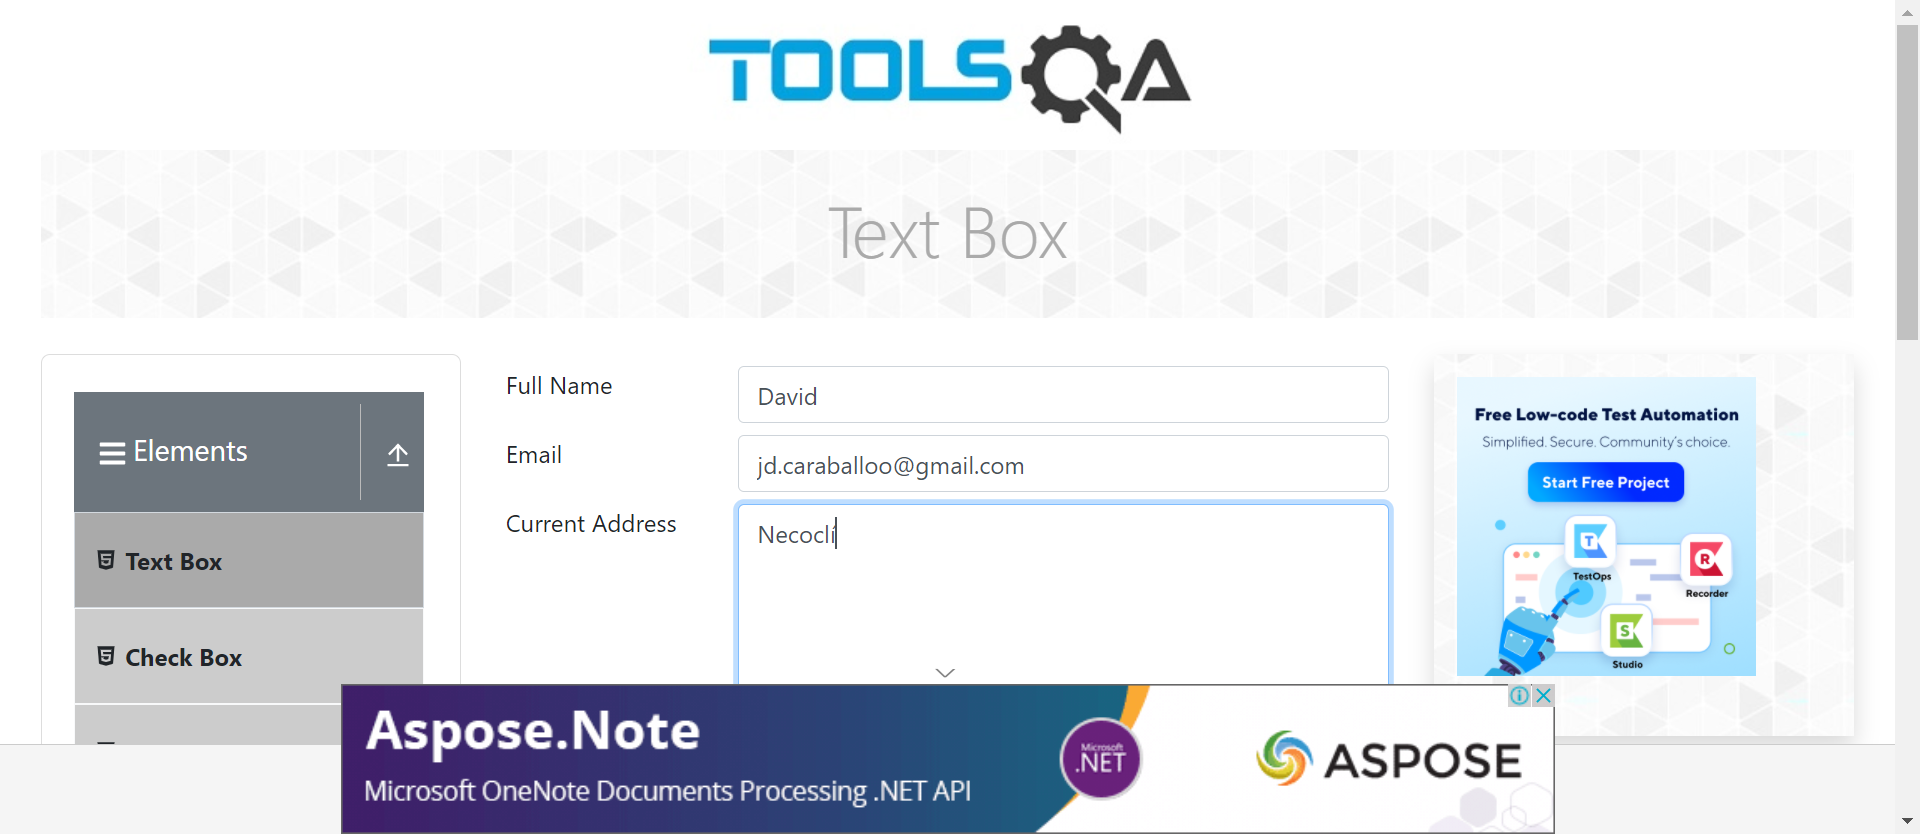 TOOLSQA
Text Box
Elements
Text Box
Check Box
Full Name
David
Email
jd.caraballoo@gmail.com
Current Address
Necoclí
Free Low-code Test Automation
Simplified. Secure. Community's choice.
Start Free Project
TestOps
Recorder
Studio
Aspose.Note
Microsoft OneNote Documents Processing .NET API
Microsoft
.NET
ASPOSE